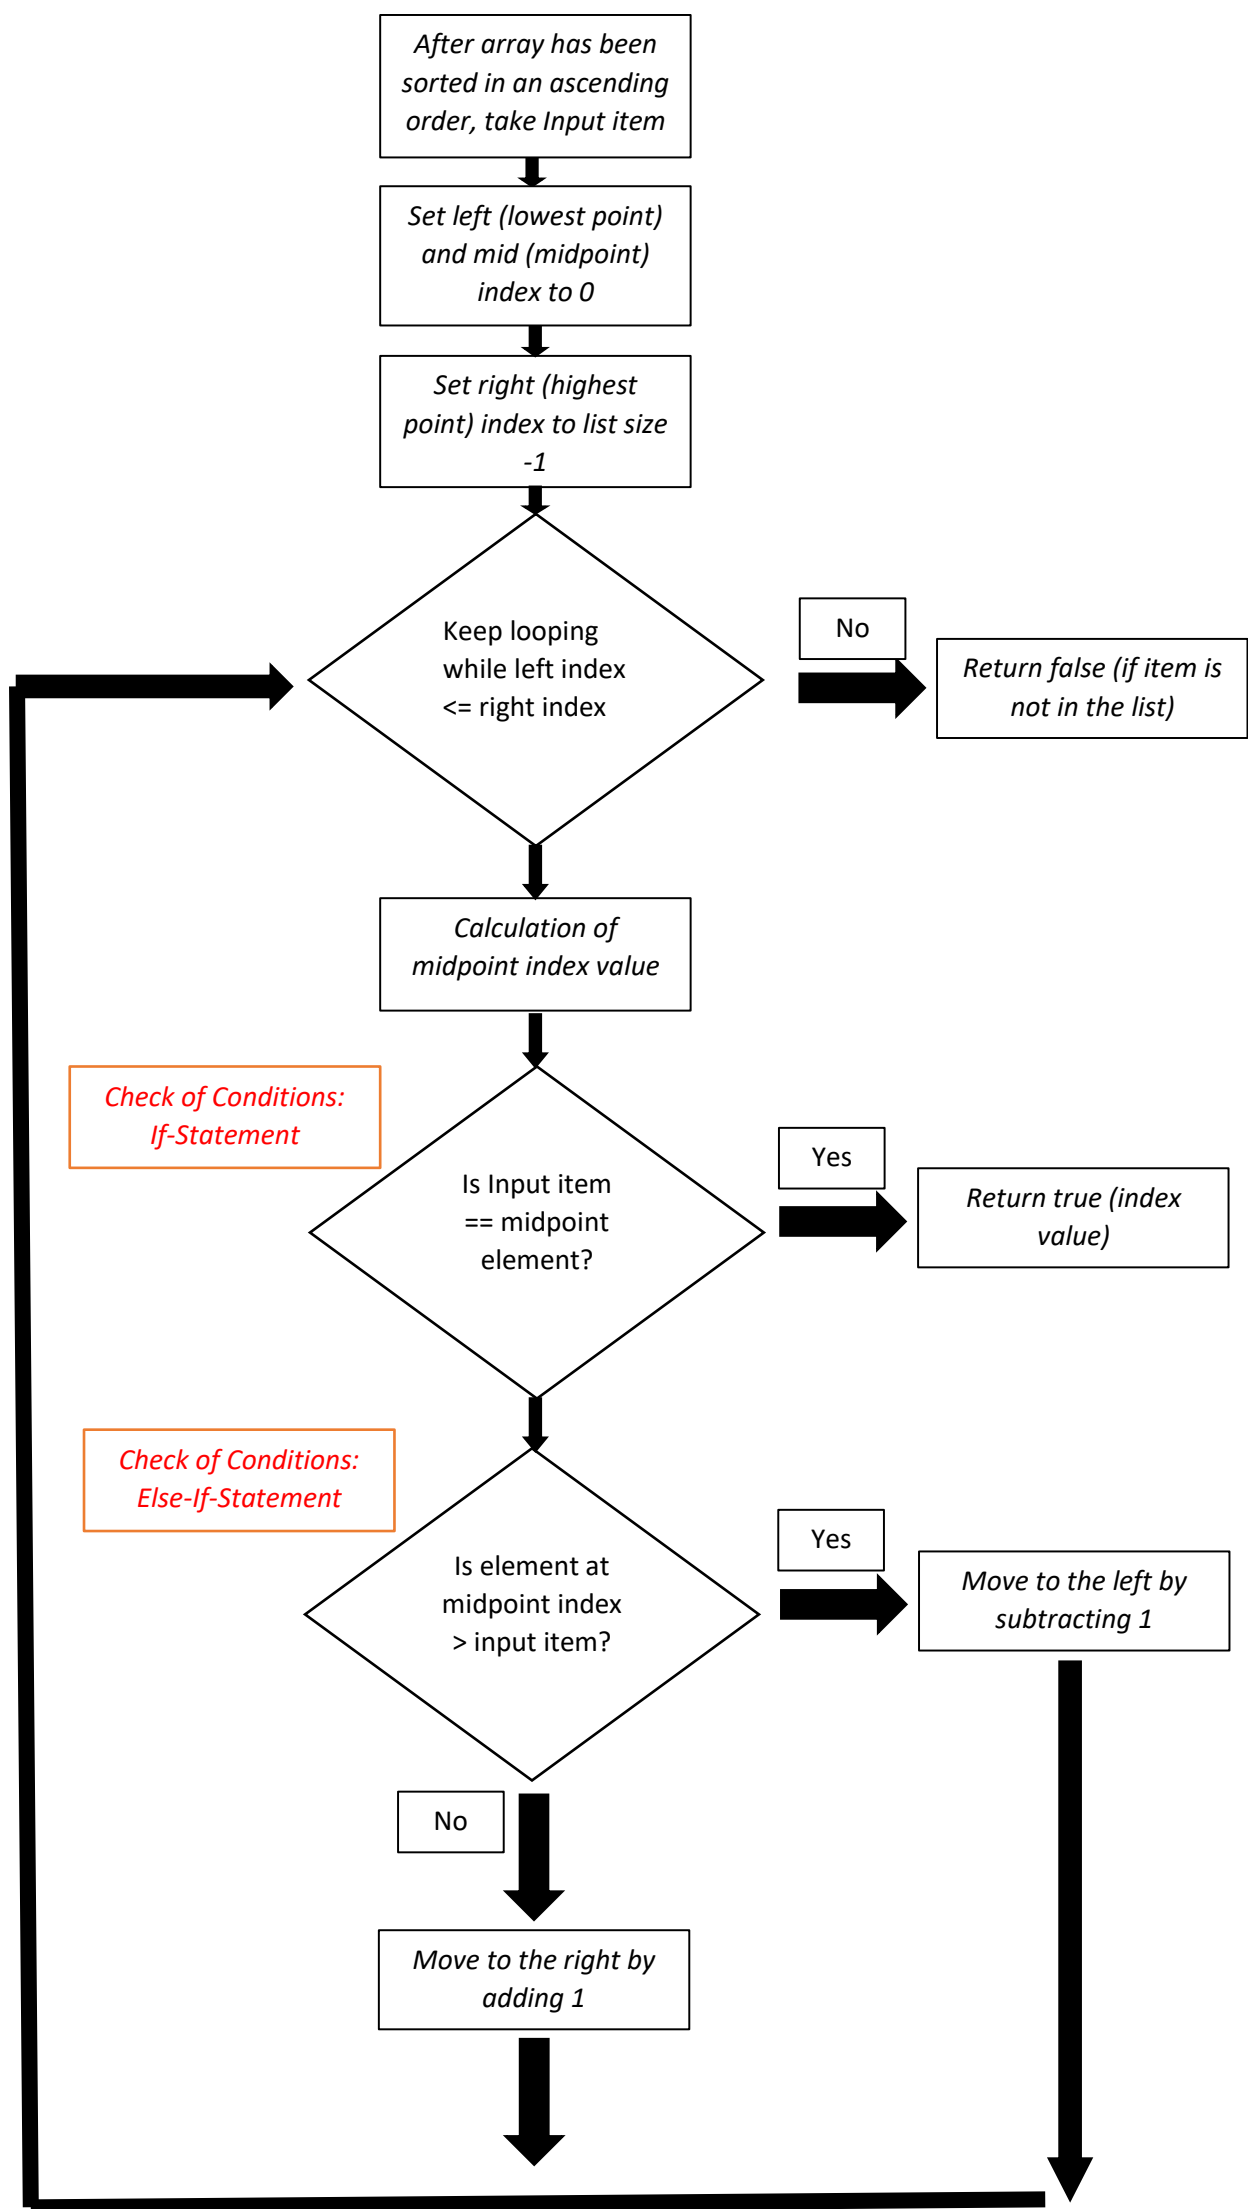 After array has been
sorted in an ascending
order, take Input item
Set left (lowest point)
and mid (midpoint)
index to 0
Set right (highest
point) index to list size
-1
Keep looping
while left index
<= right index
No
Return false (if item is
not in the list)
Calculation of
midpoint index value
Check of Conditions:
If-Statement
Is Input item
== midpoint
element?
Yes
Return true (index
value)
Check of Conditions:
Else-If-Statement
Is element at
midpoint index
> input item?
Yes
Move to the left by
subtracting 1
No
Move to the right by
adding 1